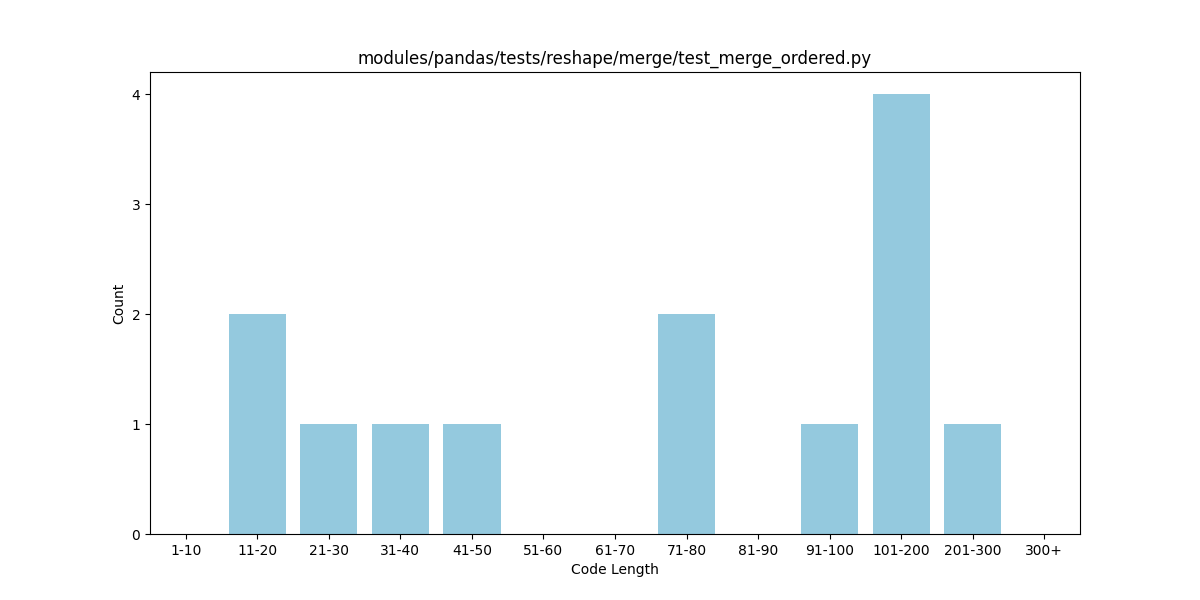 modules/pandas/tests/reshape/merge/test_merge_ordered.py
4
3
2
1
0
Count
1-10 11-20 21-30 31-40 41-50 51-60 61-70 71-80 81-90 91-100 101-200 201-300 300+
Code Length